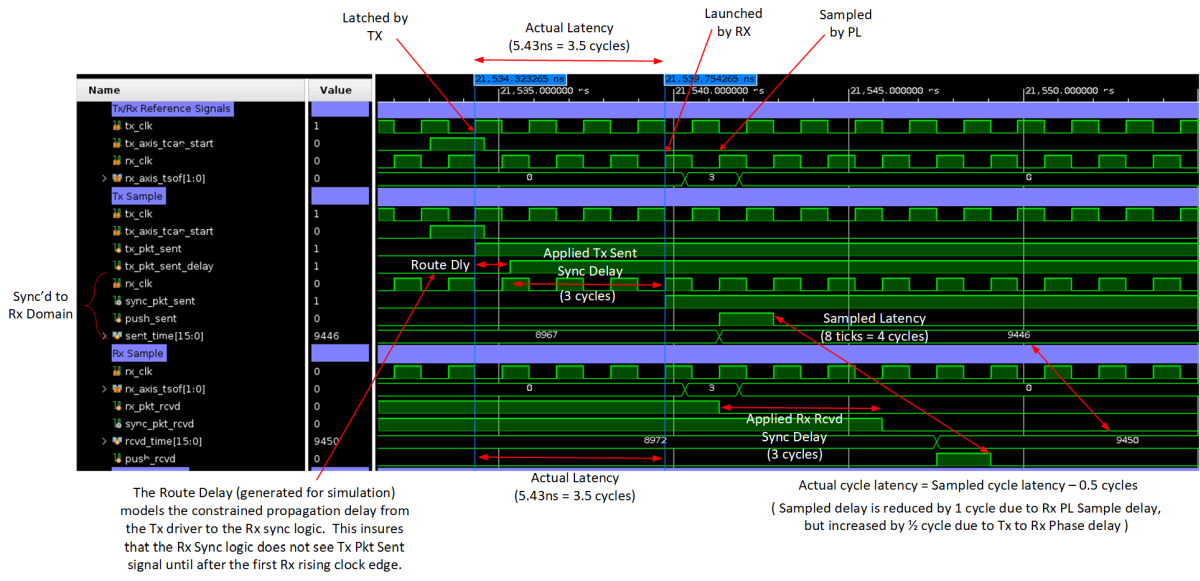 Latched by
TX
Actual Latency
(5.43ns = 3.5 cycles)
Launched
by RX
Sampled
by PL
Name
Value
21,534.323265 ns
21,539.754265 ns
21,535.000000 ns
21,540.000000 ns
21,545.000000 ns
21,550.000000 ns
Tx/Rx Reference Signals
tx_clk 1
tx_axis_tcan_start 0
rx_clk 0
rx_axis_tsof[1:0] 0 0 3 0
Tx Sample
tx_clk 1
tx_axis_tcan_start 0
tx_pkt_sent 1
Applied Tx Sent
tx_pkt_sent_delay 1
Route Dly
Sync Delay
rx_clk 0
(3 cycles)
Sync'd to
Rx Domain
sync_pkt_sent 1
push_sent 0
Sampled Latency
sent_time[15:0] 9446 8967 9446
(8 ticks = 4 cycles)
Rx Sample
rx_clk 0
rx_axis_tsof[1:0] 0 0 3 0
rx_pkt_rcvd 0
sync_pkt_rcvd 0
Applied Rx Rcvd
rcvd_time[15:0] 9450 8972 9450
Sync Delay
push_rcvd 0
(3 cycles)
Actual Latency
(5.43ns = 3.5 cycles)
The Route Delay (generated for simulation)
models the constrained propagation delay from
the Tx driver to the Rx sync logic. This insures
that the Rx Sync logic does not see Tx Pkt Sent
signal until after the first Rx rising clock edge.
Actual cycle latency = Sampled cycle latency – 0.5 cycles
( Sampled delay is reduced by 1 cycle due to Rx PL Sample delay,
but increased by ½ cycle due to Tx to Rx Phase delay )